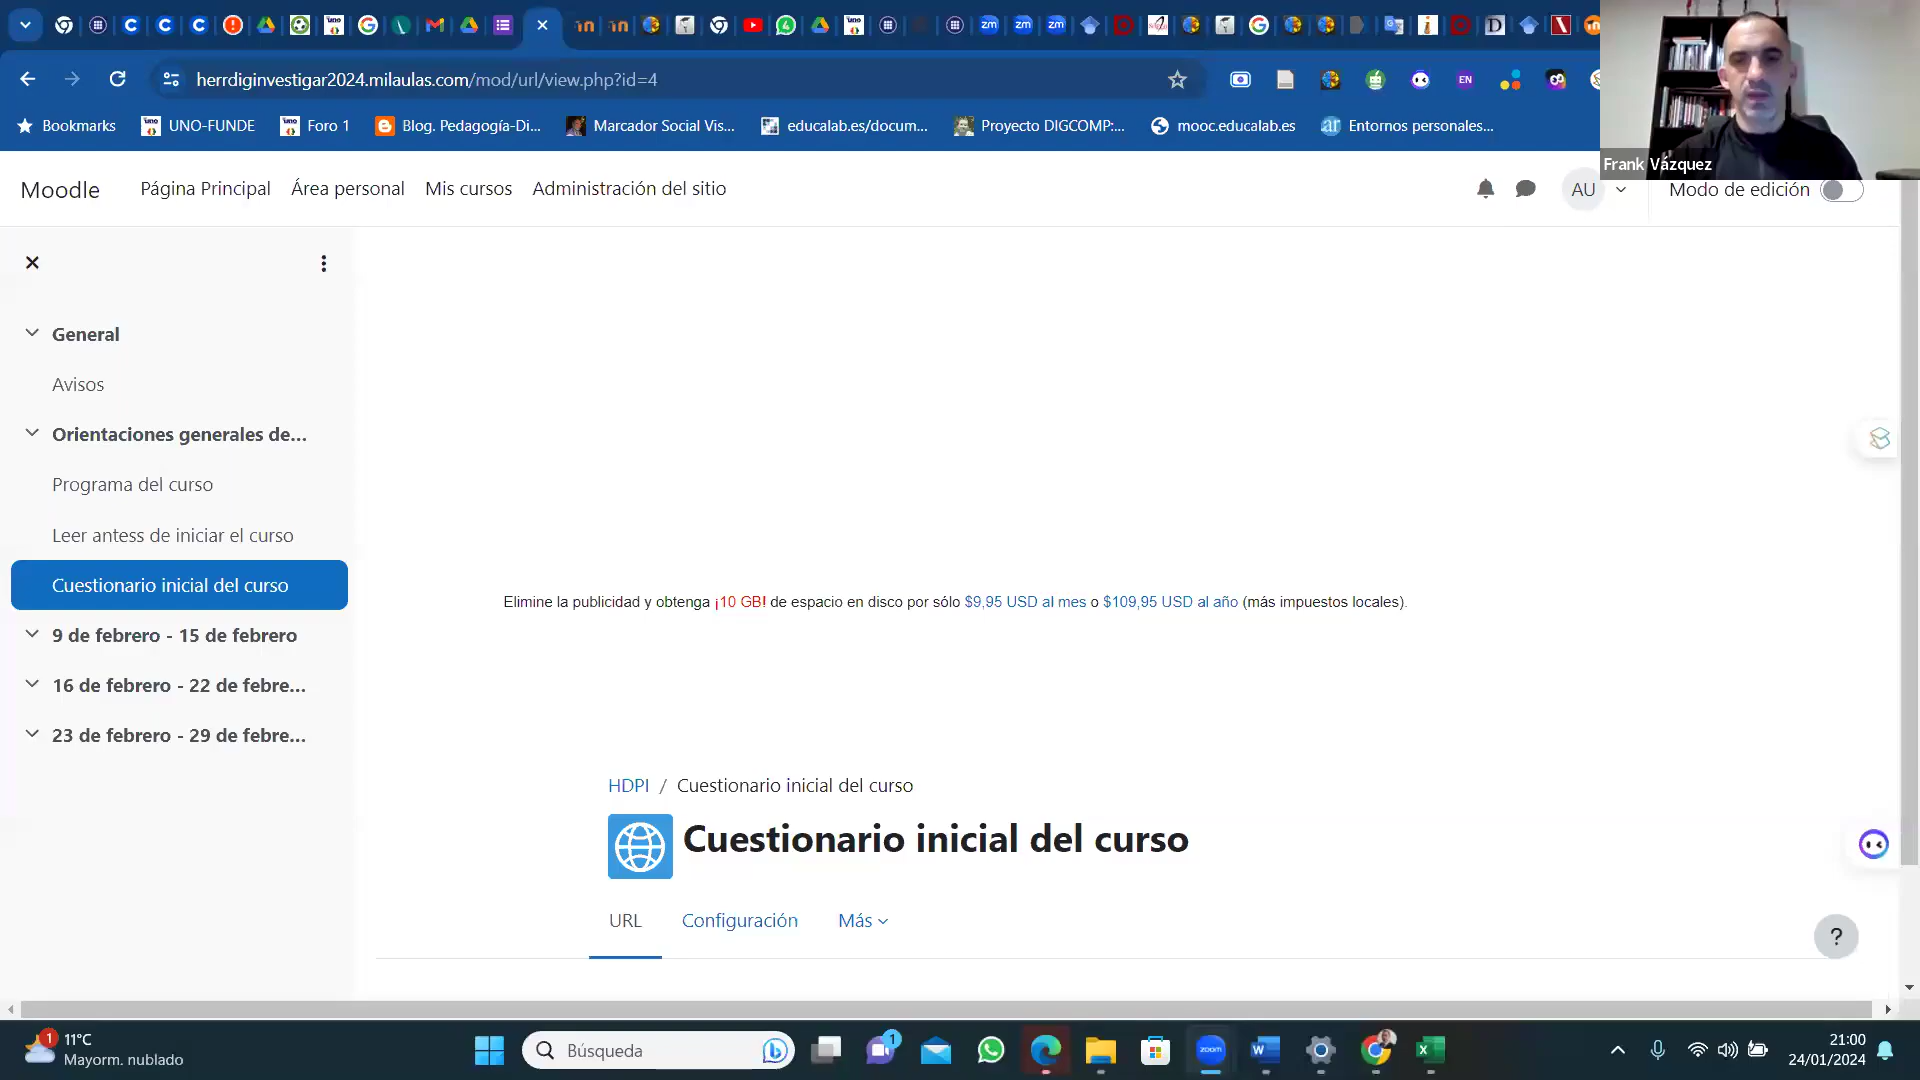 herrdiginvestigar2024.milaulas.com/mod/url/view.php?id=4
EN
Bookmarks UNO-FUNDE Foro 1 Blog. Pedagogía-Di... Marcador Social Vis... educalab.es/docum... Proyecto DIGCOMP:... mooc.educalab.es Entornos personales...
Frank Vázquez
Moodle Página Principal Área personal Mis cursos Administración del sitio AU Modo de edición
General
Avisos
Orientaciones generales de...
Programa del curso
Leer antess de iniciar el curso
Cuestionario inicial del curso
9 de febrero - 15 de febrero
16 de febrero - 22 de febre...
23 de febrero - 29 de febre...
Elimine la publicidad y obtenga ¡10 GB! de espacio en disco por sólo $9,95 USD al mes o $109,95 USD al año (más impuestos locales).
HDPI / Cuestionario inicial del curso
Cuestionario inicial del curso
URL Configuración Más
?
1 11°C
Mayorm. nublado
Búsqueda
1
zoom
21:00
24/01/2024